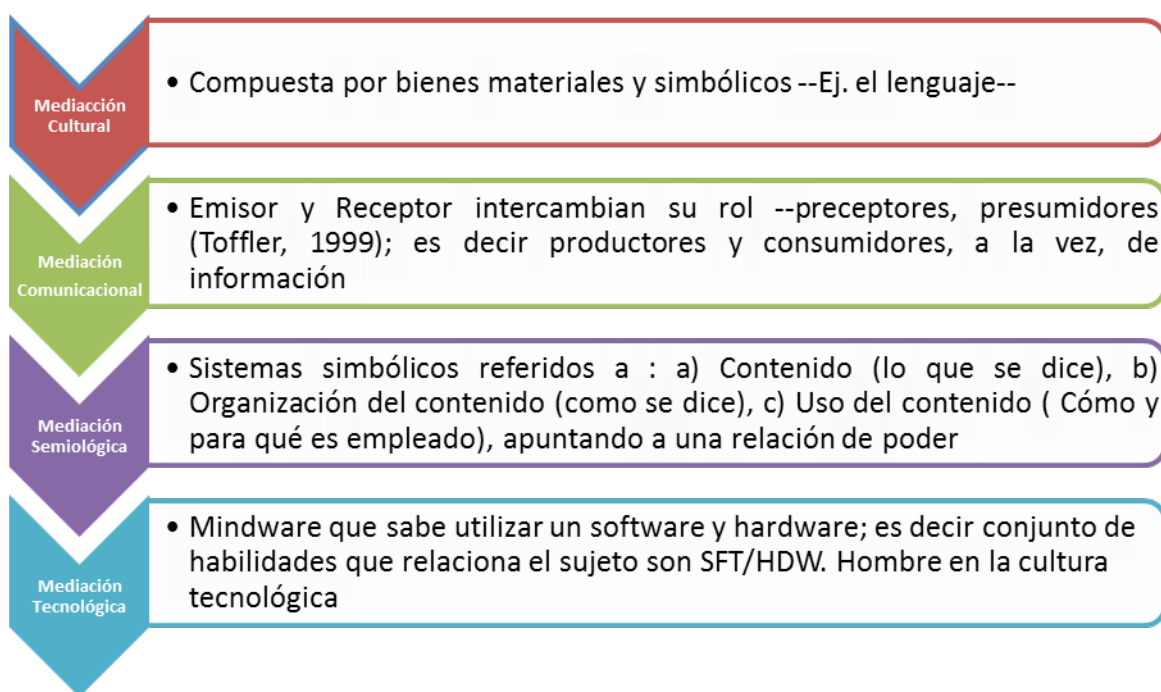 Mediacción
Cultural
• Compuesta por bienes materiales y simbólicos --Ej. el lenguaje--
Mediación
Comunicacional
• Emisor y Receptor intercambian su rol --preceptores, presumidores
(Toffler, 1999); es decir productores y consumidores, a la vez, de
información
Mediación
Semiológica
• Sistemas simbólicos referidos a : a) Contenido (lo que se dice), b)
Organización del contenido (como se dice), c) Uso del contenido ( Cómo y
para qué es empleado), apuntando a una relación de poder
Mediación
Tecnológica
• Mindware que sabe utilizar un software y hardware; es decir conjunto de
habilidades que relaciona el sujeto son SFT/HDW. Hombre en la cultura
tecnológica